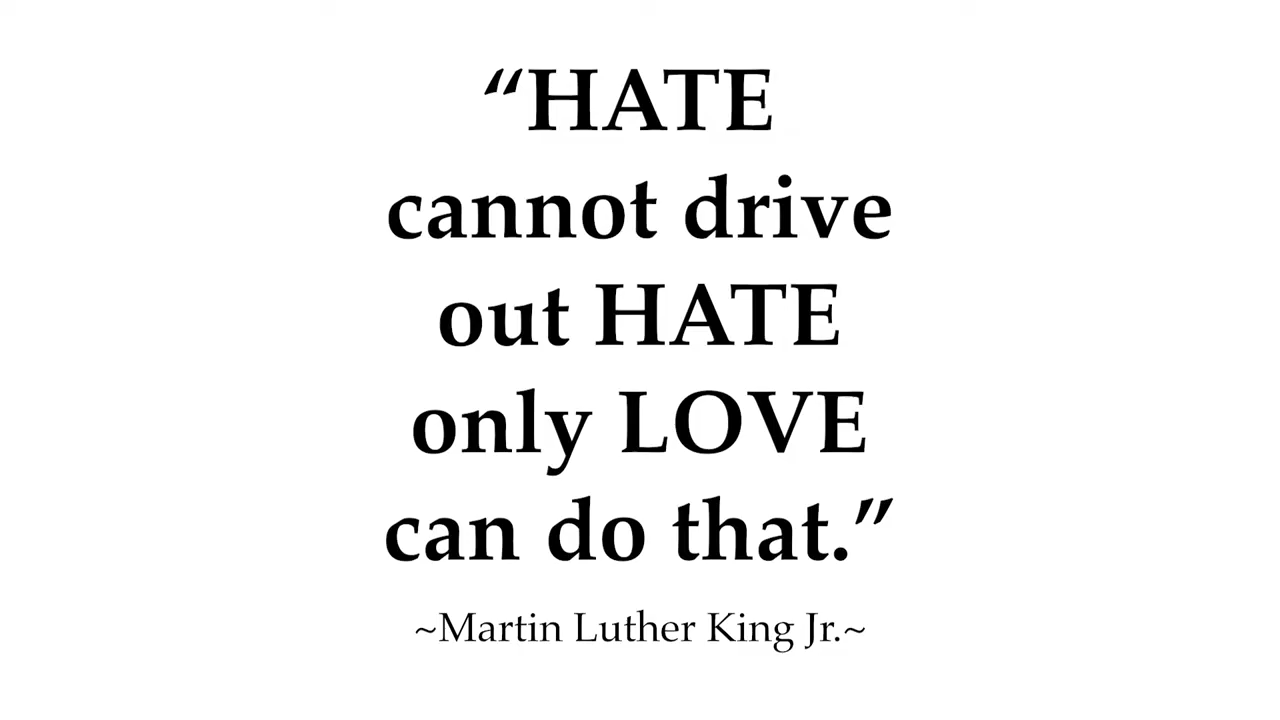 “HATE
cannot drive
out HATE
only LOVE
can do that.”
~Martin Luther King Jr.~